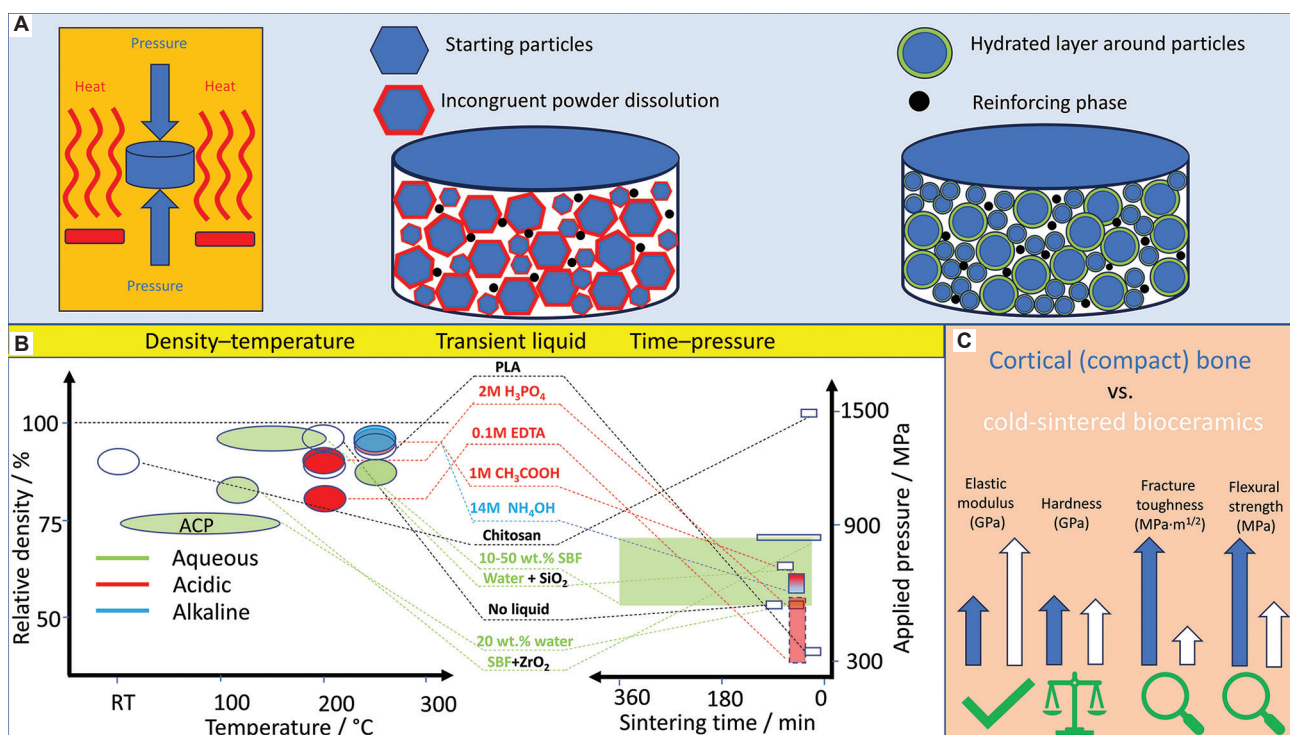 A
Pressure
Heat
Heat
Pressure
Starting particles
Incongruent powder dissolution
Hydrated layer around particles
Reinforcing phase
B
Density–temperature
Transient liquid
Time–pressure
Relative density / %
100
75
50
ACP
Aqueous
Acidic
Alkaline
RT
100
200
300
Temperature / °C
PLA
2M H₃PO₄
0.1M EDTA
1M CH₃COOH
14M NH₄OH
Chitosan
10-50 wt.% SBF
Water + SiO₂
No liquid
20 wt.% water
SBF+ZrO₂
360
180
0
Sintering time / min
1500
900
300
Applied pressure / MPa
C
Cortical (compact) bone
vs.
cold-sintered bioceramics
Elastic
modulus
(GPa)
Hardness
(GPa)
Fracture
toughness
(MPa·m¹ᐟ²)
Flexural
strength
(MPa)